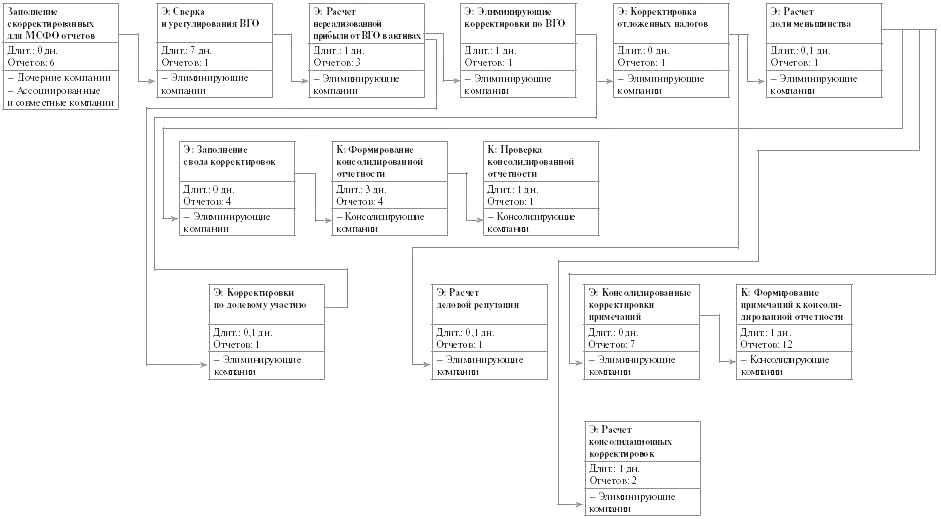 Заполнение
скорректированных
для МСФО отчетов
Длит.: 0 дн.
Отчетов: 6
– Дочерние компании
– Ассоциированные
и совместные компании
Э: Сверка
и урегулирования ВГО
Длит.: 7 дн.
Отчетов: 1
– Элиминирующие
компании
Э: Расчет
нереализованной
прибыли от ВГО в активах
Длит.: 1 дн.
Отчетов: 3
– Элиминирующие
компании
Э: Элиминирующие
корректировки по ВГО
Длит.: 1 дн.
Отчетов: 1
– Элиминирующие
компании
Э: Корректировка
отложенных налогов
Длит.: 0 дн.
Отчетов: 1
– Элиминирующие
компании
Э: Расчет
доли меньшинства
Длит.: 0,1 дн.
Отчетов: 1
– Элиминирующие
компании
Э: Заполнение
свода корректировок
Длит.: 0 дн.
Отчетов: 4
– Элиминирующие
компании
К: Формирование
консолидированной
отчетности
Длит.: 3 дн.
Отчетов: 4
– Консолидирующие
компании
К: Проверка
консолидированной
отчетности
Длит.: 1 дн.
Отчетов: 1
– Консолидирующие
компании
Э: Корректировки
по долевому участию
Длит.: 0,1 дн.
Отчетов: 1
– Элиминирующие
компании
Э: Расчет
деловой репутации
Длит.: 0,1 дн.
Отчетов: 1
– Элиминирующие
компании
Э: Консолидированные
корректировки
примечаний
Длит.: 0 дн.
Отчетов: 7
– Элиминирующие
компании
К: Формирование
примечаний к консоли-
дированной отчетности
Длит.: 1 дн.
Отчетов: 12
– Консолидирующие
компании
Э: Расчет
консолидационных
корректировок
Длит.: 1 дн.
Отчетов: 2
– Элиминирующие
компании